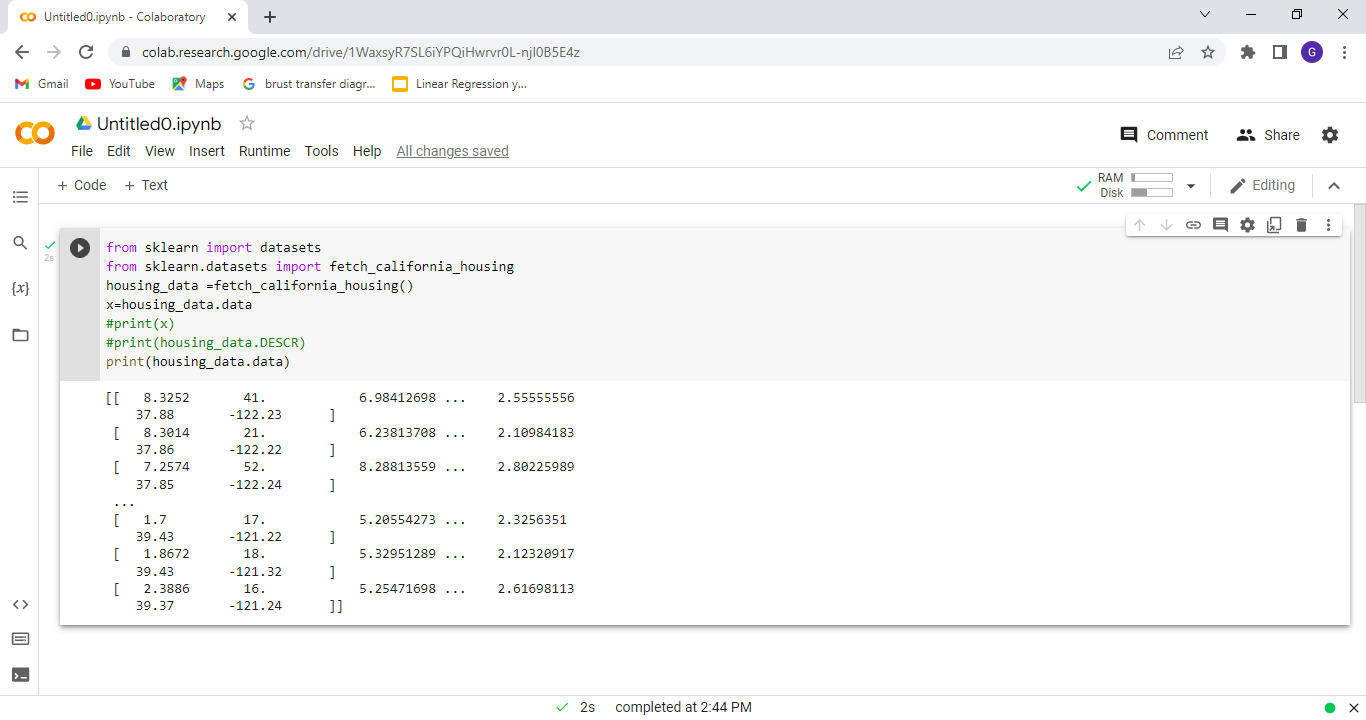 Untitled0.ipynb - Colaboratory
colab.research.google.com/drive/1WaxsyR7SL6iYPQiHwrvr0L-njI0B5E4z
G
Gmail YouTube Maps brust transfer diagr... Linear Regression y...
Untitled0.ipynb
Comment Share
File Edit View Insert Runtime Tools Help All changes saved
+ Code + Text
RAM
Disk
Editing
2s
{x}
from sklearn import datasets
from sklearn.datasets import fetch_california_housing
housing_data =fetch_california_housing()
x=housing_data.data
#print(x)
#print(housing_data.DESCR)
print(housing_data.data)
[[ 8.3252 41. 6.98412698 ... 2.55555556
37.88 -122.23 ]
[ 8.3014 21. 6.23813708 ... 2.10984183
37.86 -122.22 ]
[ 7.2574 52. 8.28813559 ... 2.80225989
37.85 -122.24 ]
...
[ 1.7 17. 5.20554273 ... 2.3256351
39.43 -121.22 ]
[ 1.8672 18. 5.32951289 ... 2.12320917
39.43 -121.32 ]
[ 2.3886 16. 5.25471698 ... 2.61698113
39.37 -121.24 ]]
2s completed at 2:44 PM